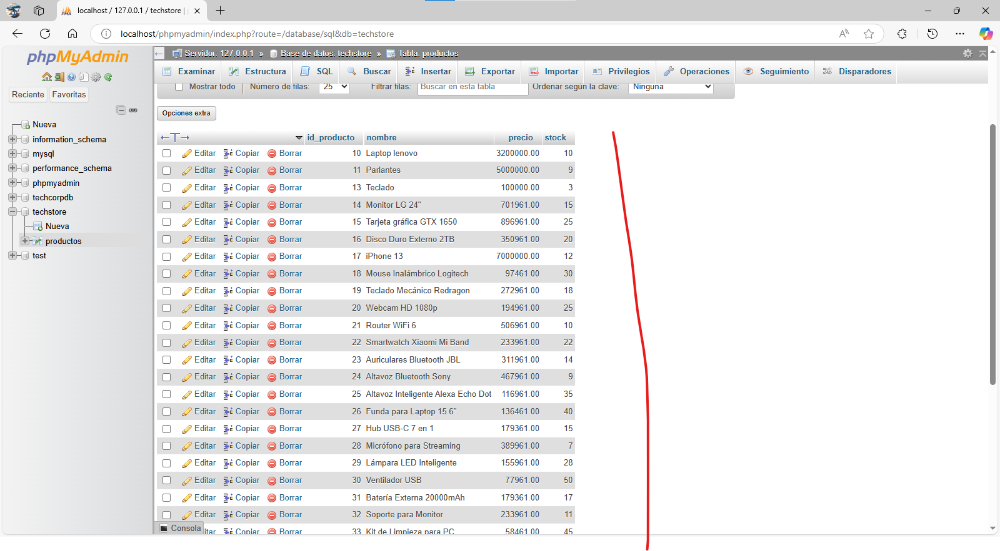 localhost / 127.0.0.1 / techstore |
localhost/phpmyadmin/index.php?route=/database/sql&db=techstore
phpMyAdmin
Reciente Favoritas
Nueva
information_schema
mysql
performance_schema
phpmyadmin
techcorpdb
techstore
Nueva
productos
test
Servidor: 127.0.0.1 » Base de datos: techstore » Tabla: productos
Examinar Estructura SQL Buscar Insertar Exportar Importar Privilegios Operaciones Seguimiento Disparadores
Mostrar todo Número de filas: 25 Filtrar filas: Buscar en esta tabla Ordenar según la clave: Ninguna
Opciones extra
←T→ id_producto nombre precio stock
Editar Copiar Borrar 10 Laptop lenovo 3200000.00 10
Editar Copiar Borrar 11 Parlantes 5000000.00 9
Editar Copiar Borrar 13 Teclado 100000.00 3
Editar Copiar Borrar 14 Monitor LG 24" 701961.00 15
Editar Copiar Borrar 15 Tarjeta gráfica GTX 1650 896961.00 25
Editar Copiar Borrar 16 Disco Duro Externo 2TB 350961.00 20
Editar Copiar Borrar 17 iPhone 13 7000000.00 12
Editar Copiar Borrar 18 Mouse Inalámbrico Logitech 97461.00 30
Editar Copiar Borrar 19 Teclado Mecánico Redragon 272961.00 18
Editar Copiar Borrar 20 Webcam HD 1080p 194961.00 25
Editar Copiar Borrar 21 Router WiFi 6 506961.00 10
Editar Copiar Borrar 22 Smartwatch Xiaomi Mi Band 233961.00 22
Editar Copiar Borrar 23 Auriculares Bluetooth JBL 311961.00 14
Editar Copiar Borrar 24 Altavoz Bluetooth Sony 467961.00 9
Editar Copiar Borrar 25 Altavoz Inteligente Alexa Echo Dot 116961.00 35
Editar Copiar Borrar 26 Funda para Laptop 15.6" 136461.00 40
Editar Copiar Borrar 27 Hub USB-C 7 en 1 179361.00 15
Editar Copiar Borrar 28 Micrófono para Streaming 389961.00 7
Editar Copiar Borrar 29 Lámpara LED Inteligente 155961.00 28
Editar Copiar Borrar 30 Ventilador USB 77961.00 50
Editar Copiar Borrar 31 Batería Externa 20000mAh 179361.00 17
Editar Copiar Borrar 32 Soporte para Monitor 233961.00 11
Consola itar Copiar Borrar 33 Kit de Limpieza para PC 58461.00 45